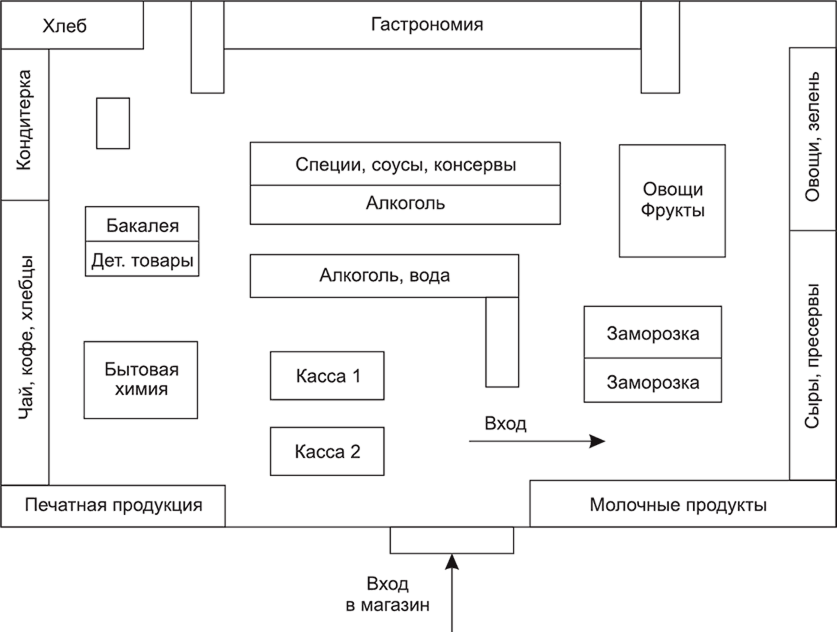 Хлеб
Гастрономия
Кондитерка
Овощи, зелень
Специи, соусы, консервы
Алкоголь
Овощи
Фрукты
Бакалея
Дет. товары
Алкоголь, вода
Чай, кофе, хлебцы
Сыры, пресервы
Заморозка
Заморозка
Бытовая
химия
Касса 1
Касса 2
Вход
Печатная продукция
Молочные продукты
Вход
в магазин